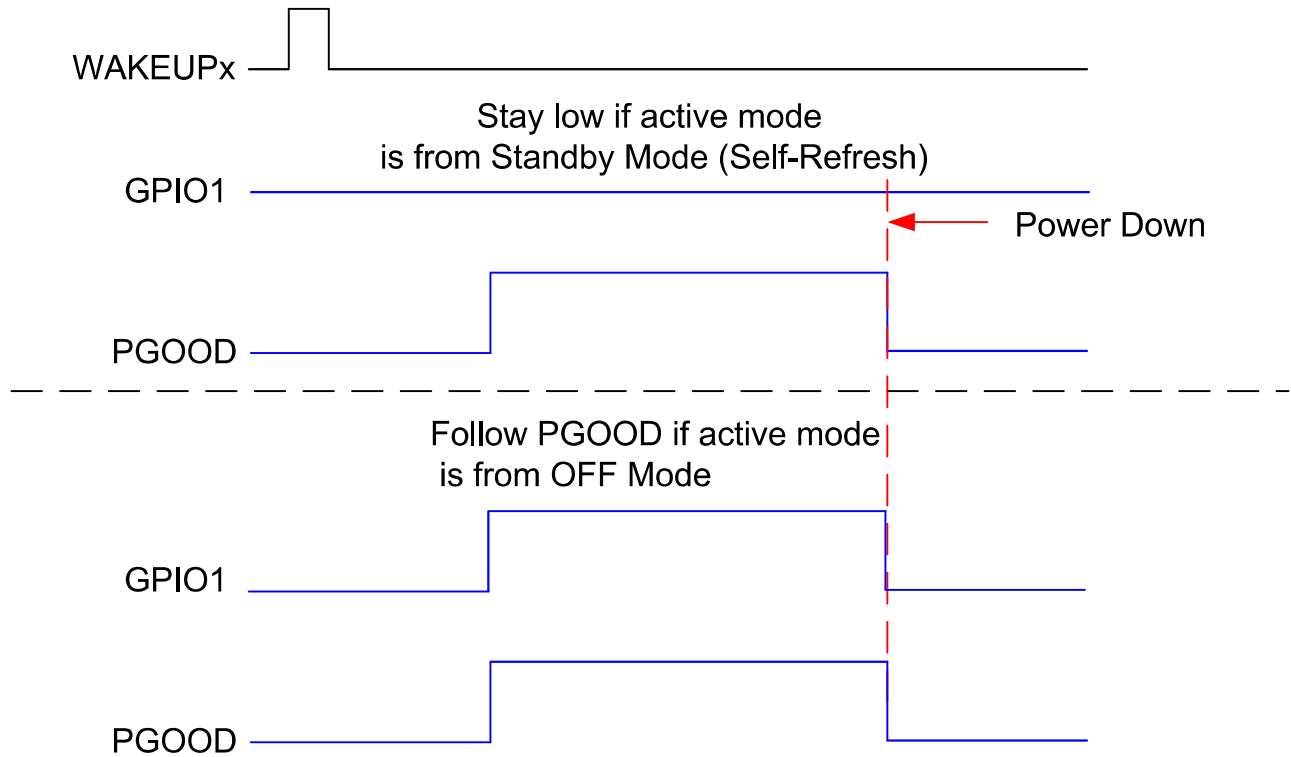 WAKEUPx
Stay low if active mode
is from Standby Mode (Self-Refresh)
GPIO1
Power Down
PGOOD
Follow PGOOD if active mode
is from OFF Mode
GPIO1
PGOOD